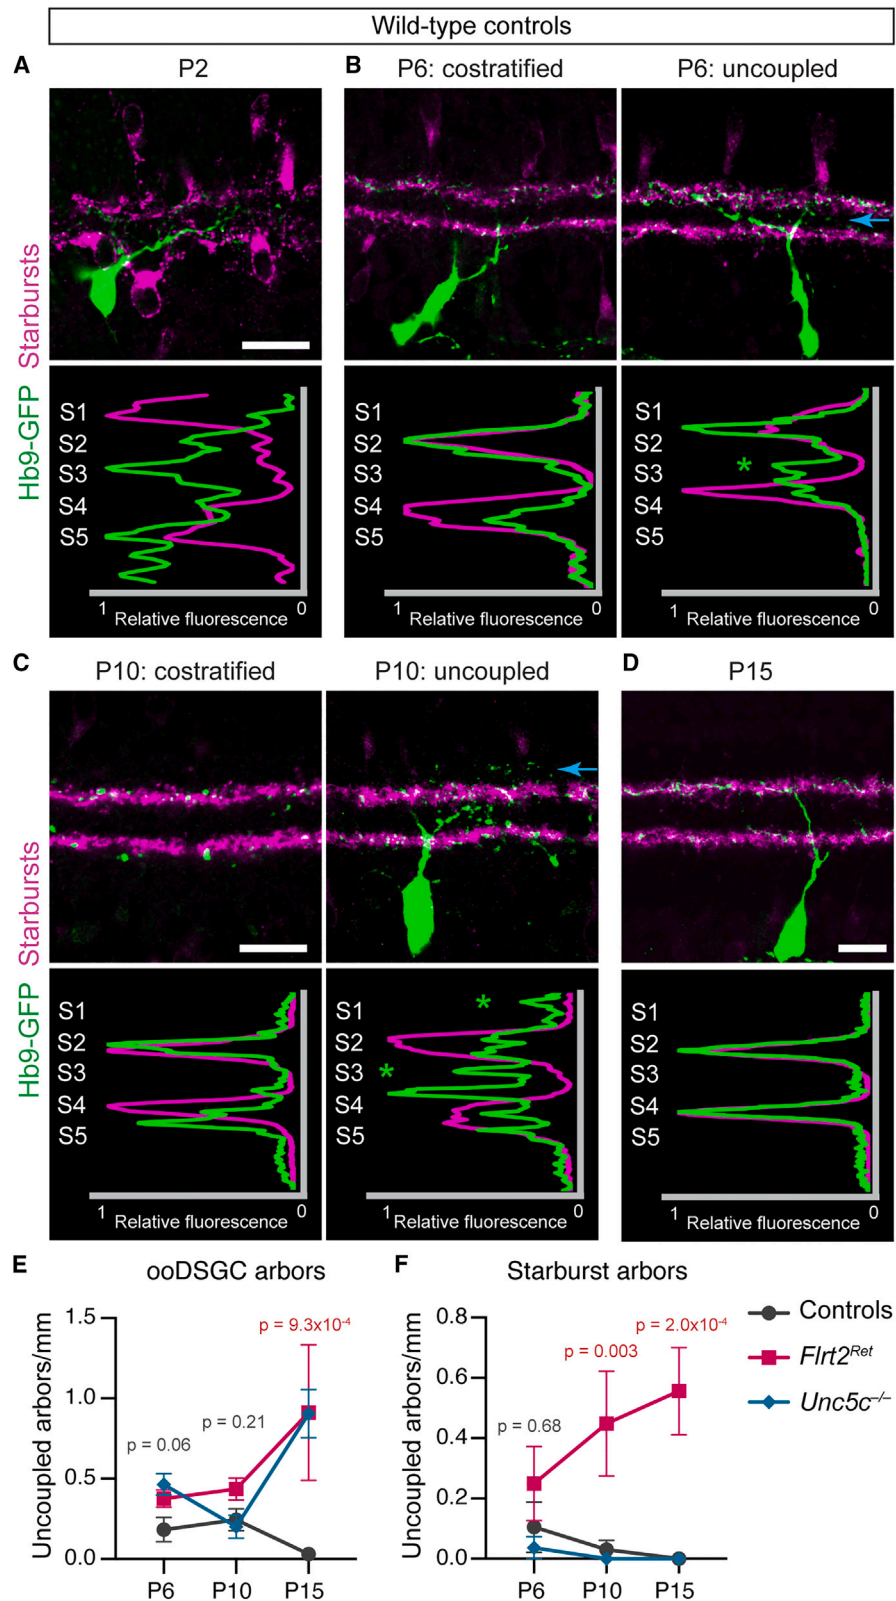 Wild-type controls
A
P2
B
P6: costratified
P6: uncoupled
Starbursts
Hb9-GFP
S1
S2
S3
S4
S5
1
Relative fluorescence
0
S1
S2
S3
S4
S5
1
Relative fluorescence
0
S1
S2
S3
*
S4
S5
1
Relative fluorescence
0
C
P10: costratified
P10: uncoupled
D
P15
Starbursts
Hb9-GFP
S1
S2
S3
S4
S5
1
Relative fluorescence
0
S1
*
S2
S3
*
S4
S5
1
Relative fluorescence
0
S1
S2
S3
S4
S5
1
Relative fluorescence
0
E
ooDSGC arbors
Uncoupled arbors/mm
1.5
1.0
0.5
0.0
p = 0.06
p = 0.21
p = 9.3x10⁻⁴
P6
P10
P15
F
Starburst arbors
Uncoupled arbors/mm
0.8
0.6
0.4
0.2
0.0
p = 0.68
p = 0.003
p = 2.0x10⁻⁴
P6
P10
P15
Controls
Flrt2ᴿᵉᵗ
Unc5c⁻/⁻